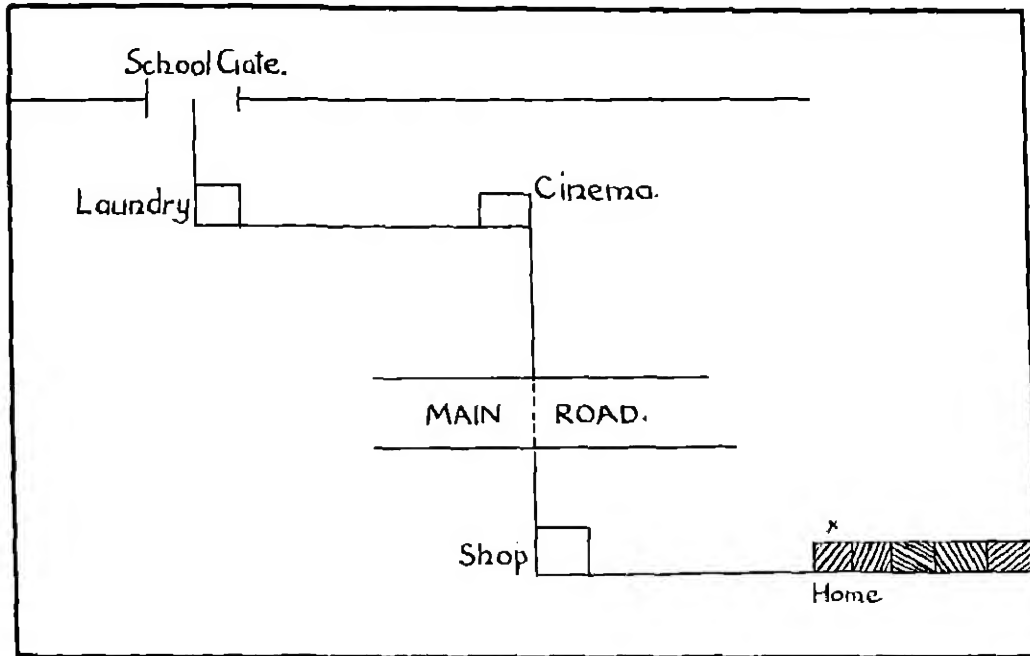 School Gate.
Laundry
Cinema.
MAIN ROAD.
Shop
x
Home